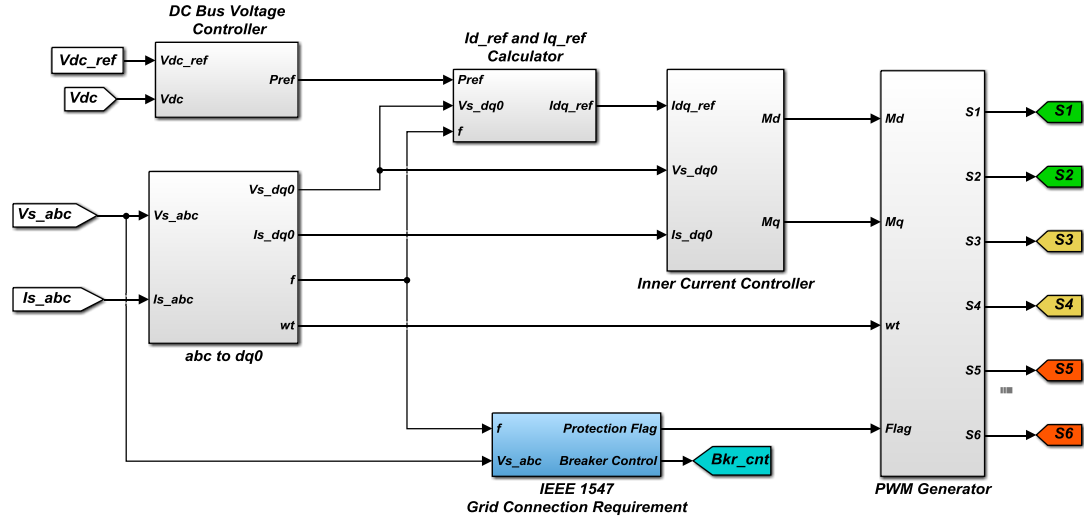 DC Bus Voltage
Controller
Vdc_ref
Vdc
Vdc_ref
Vdc
Pref
Id_ref and Iq_ref
Calculator
Pref
Vs_dq0
f
Idq_ref
Idq_ref
Vs_dq0
Is_dq0
Md
Mq
Inner Current Controller
Vs_abc
Is_abc
Vs_abc
Is_abc
Vs_dq0
Is_dq0
f
wt
abc to dq0
f
Vs_abc
Protection Flag
Breaker Control
IEEE 1547
Grid Connection Requirement
Bkr_cnt
Md
Mq
wt
Flag
S1
S2
S3
S4
S5
S6
PWM Generator
S1
S2
S3
S4
S5
S6